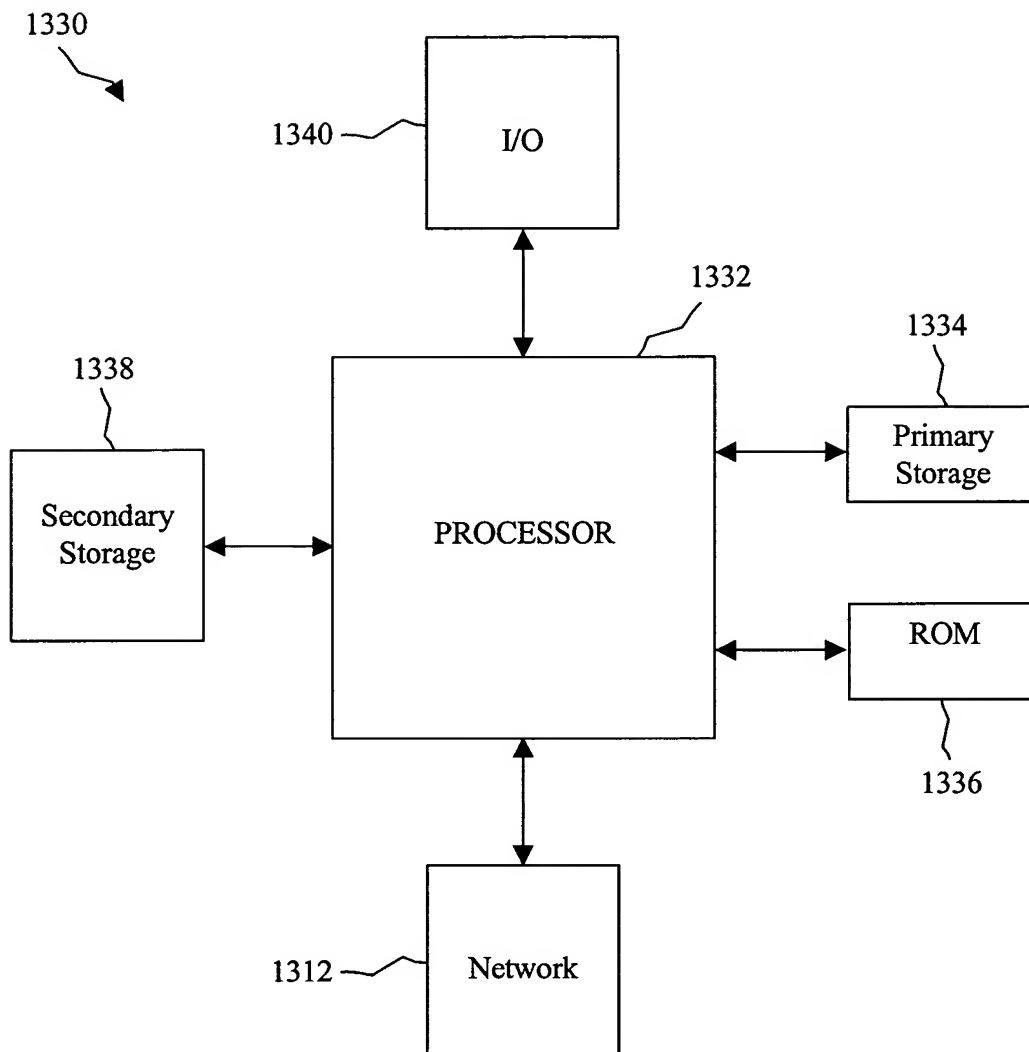 1330
1340
I/O
1332
1334
1338
Primary
Storage
Secondary
Storage
PROCESSOR
ROM
1336
1312
Network